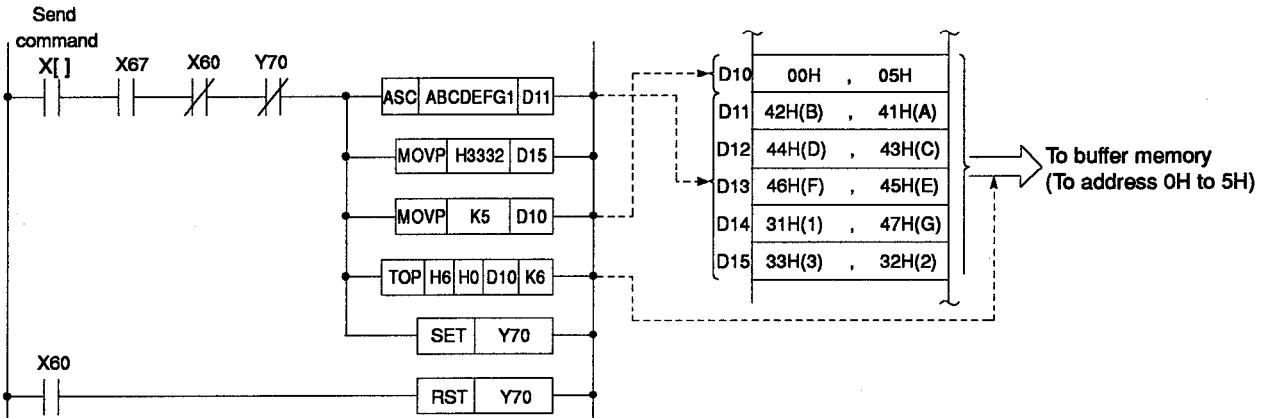 Send
command
X[ ] X67 X60 Y70
ASC ABCDEFG1 D11
MOVP H3332 D15
MOVP K5 D10
TOP H6 H0 D10 K6
SET Y70
X60
RST Y70
D10 00H , 05H
D11 42H(B) , 41H(A)
D12 44H(D) , 43H(C)
D13 46H(F) , 45H(E)
D14 31H(1) , 47H(G)
D15 33H(3) , 32H(2)
To buffer memory
(To address 0H to 5H)